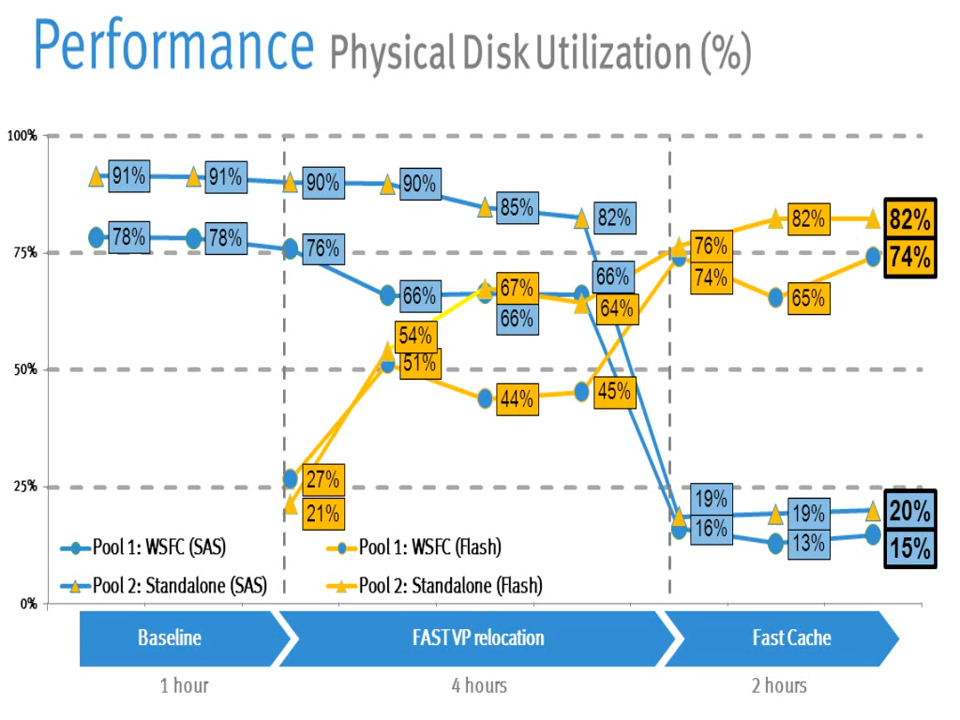 Performance Physical Disk Utilization (%)
100%
91% 91% 90% 90% 85% 82%
82% 82%
78% 78% 76%
76% 74%
75%
66% 67% 66% 66% 64%
74% 65%
54% 51%
50%
44% 45%
27%
25%
21%
19% 19% 20%
16% 13% 15%
Pool 1: WSFC (SAS) Pool 1: WSFC (Flash)
Pool 2: Standalone (SAS) Pool 2: Standalone (Flash)
0%
Baseline FAST VP relocation Fast Cache
1 hour 4 hours 2 hours